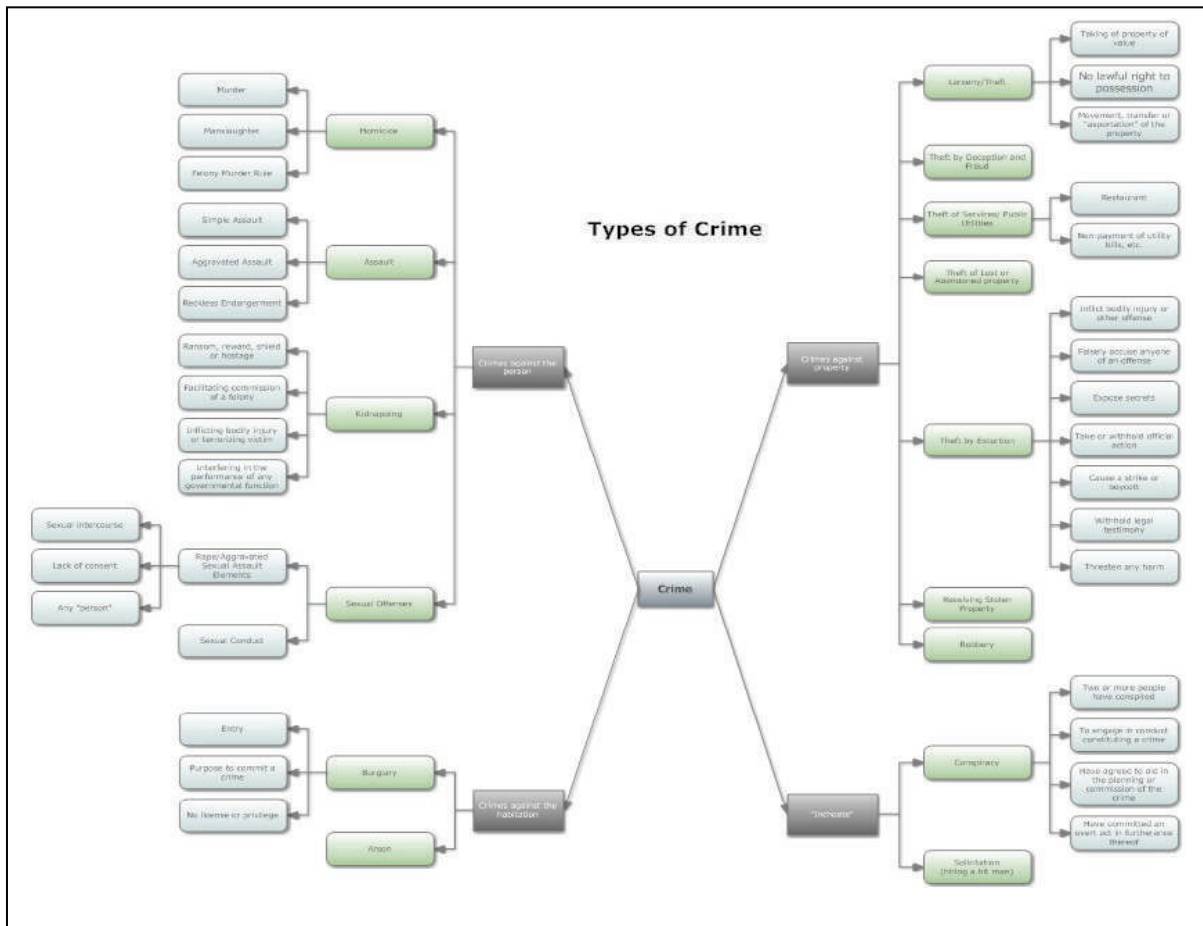 Types of Crime
Crime
Crimes against the
person
Homicide
Murder
Manslaughter
Felony Murder Rule
Assault
Simple Assault
Aggravated Assault
Reckless Endangerment
Kidnapping
Ransom, reward, shield
or hostage
Facilitating commission
of a felony
Inflicting bodily injury
or terrorizing victim
Interfering in the
performance of any
governmental function
Sexual Offenses
Rape/Aggravated
Sexual Assault
Elements
Sexual intercourse
Lack of consent
Any "person"
Sexual Conduct
Crimes against the
habitation
Burglary
Entry
Purpose to commit a
crime
No license or privilege
Arson
Crimes against
property
Larseny/Theft
Taking of property of
value
No lawful right to
possession
Movement, transfer or
"asportation" of the
property
Theft by Deception and
Fraud
Theft of Services/ Public
Utilities
Restaurant
Non-payment of utility
bills, etc.
Theft of Lost or
Abandoned property
Theft by Extortion
Inflict bodily injury or
other offense
Falsely accuse anyone
of an offense
Expose secrets
Take or withhold official
action
Cause a strike or
boycott
Withhold legal
testimony
Threaten any harm
Receiving Stolen
Property
Robbery
"Inchoate"
Conspiracy
Two or more people
have conspired
To engage in conduct
constituting a crime
Have agreed to aid in
the planning or
commission of the
crime
Have committed an
overt act in furtherence
thereof
Solicitation
(hiring a hit man)